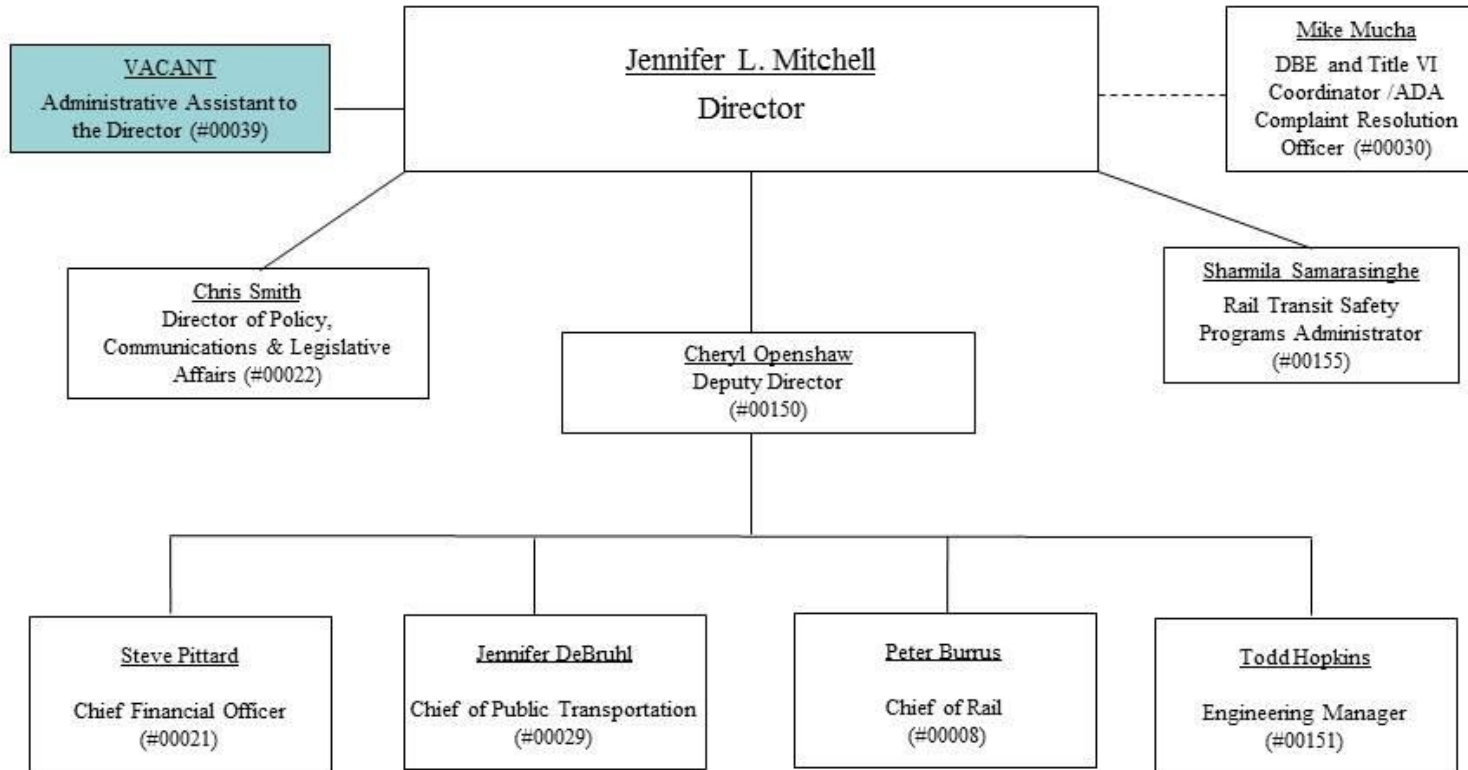 VACANT
Administrative Assistant to
the Director (#00039)
Jennifer L. Mitchell
Director
Mike Mucha
DBE and Title VI
Coordinator /ADA
Complaint Resolution
Officer (#00030)
Chris Smith
Director of Policy,
Communications & Legislative
Affairs (#00022)
Cheryl Openshaw
Deputy Director
(#00150)
Sharmila Samarasinghe
Rail Transit Safety
Programs Administrator
(#00155)
Steve Pittard
Chief Financial Officer
(#00021)
Jennifer DeBruhl
Chief of Public Transportation
(#00029)
Peter Burrus
Chief of Rail
(#00008)
Todd Hopkins
Engineering Manager
(#00151)